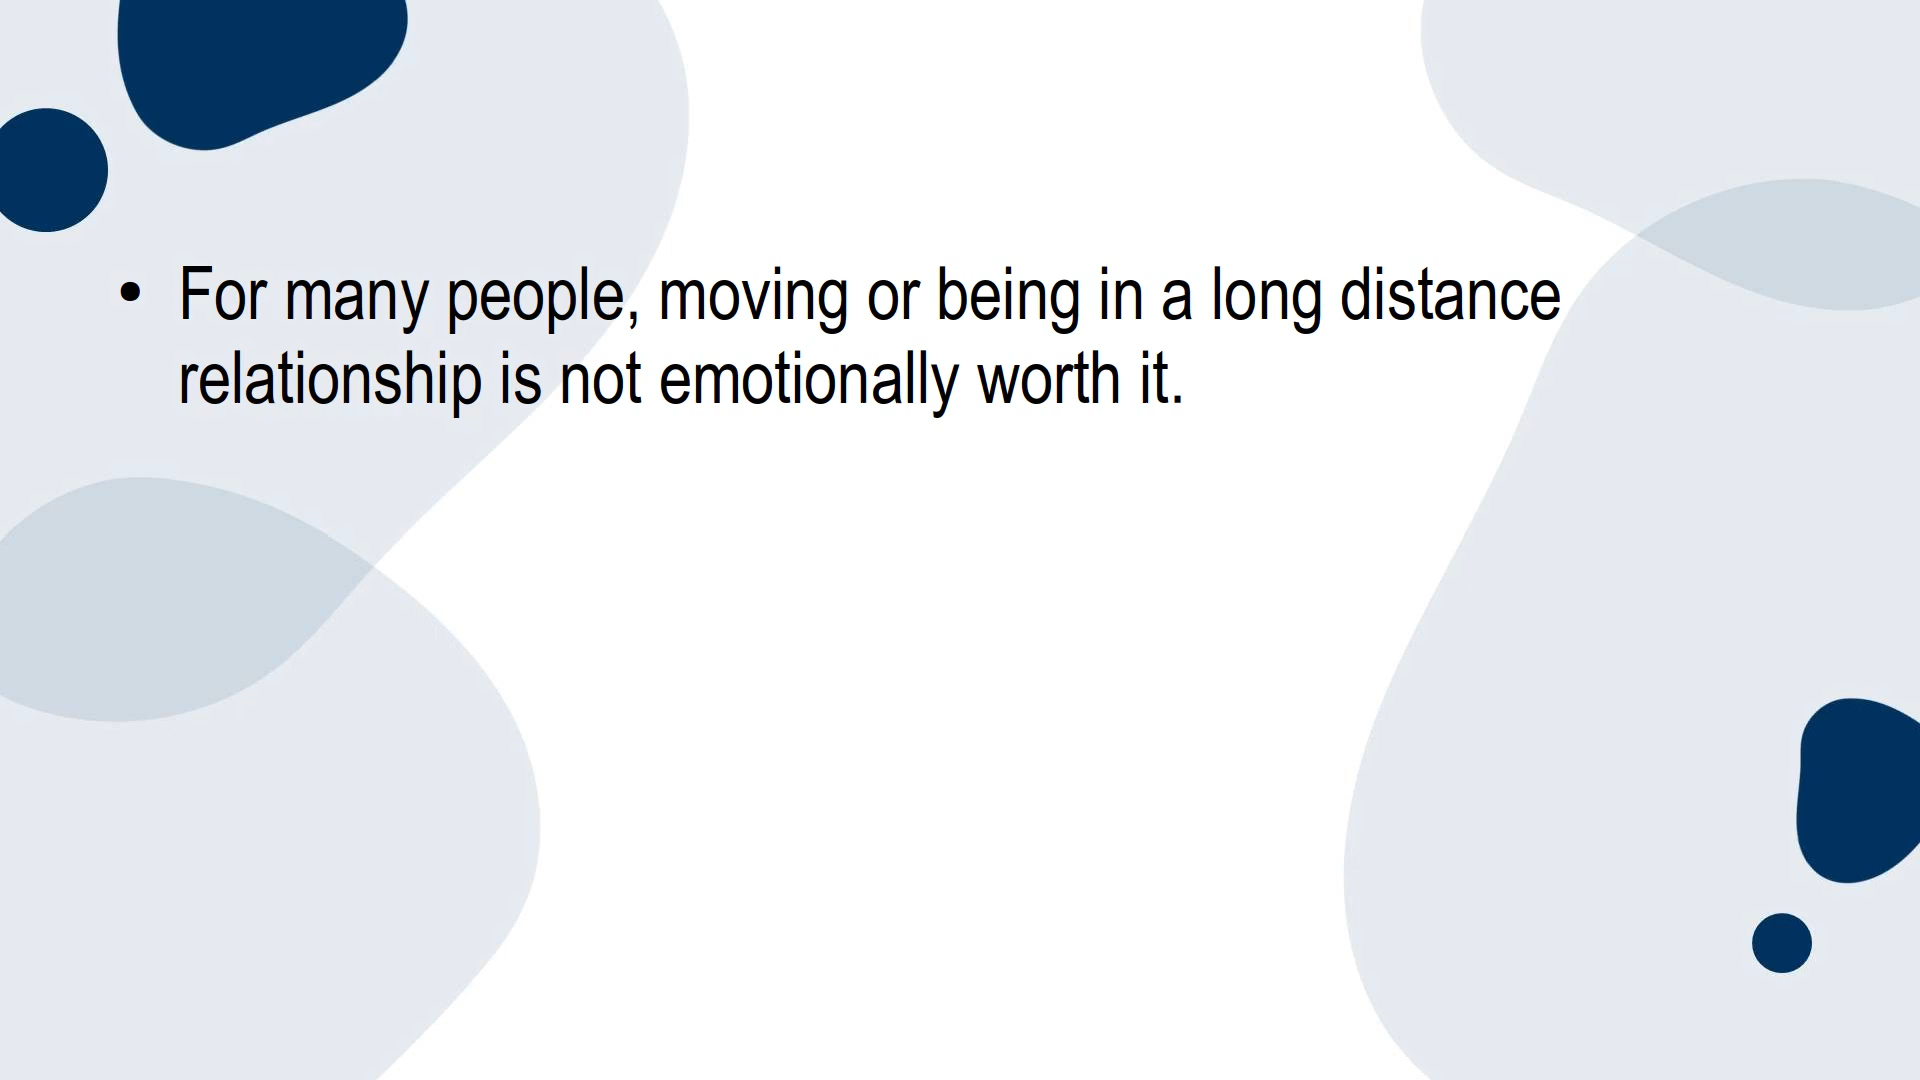 • For many people, moving or being in a long distance
relationship is not emotionally worth it.